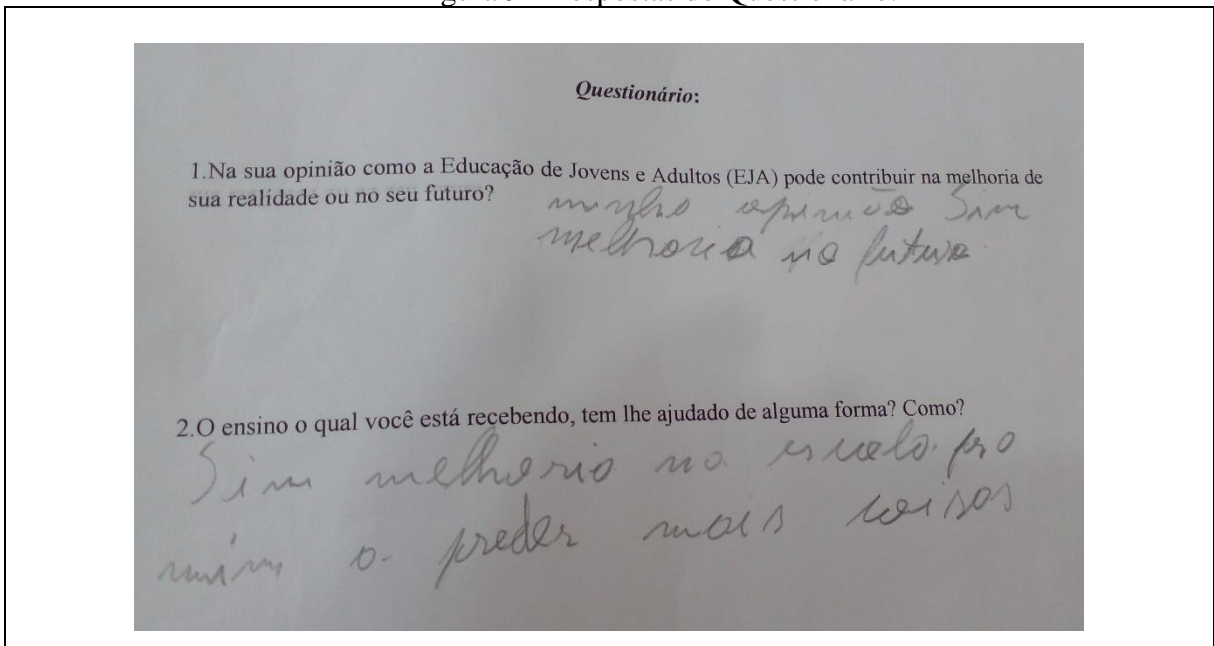 Questionário:
1.Na sua opinião como a Educação de Jovens e Adultos (EJA) pode contribuir na melhoria de
sua realidade ou no seu futuro?
minha opinião Sim
melhoria no futuro
2.O ensino o qual você está recebendo, tem lhe ajudado de alguma forma? Como?
Sim melhoria na escola pra
mim a preder mais coisas